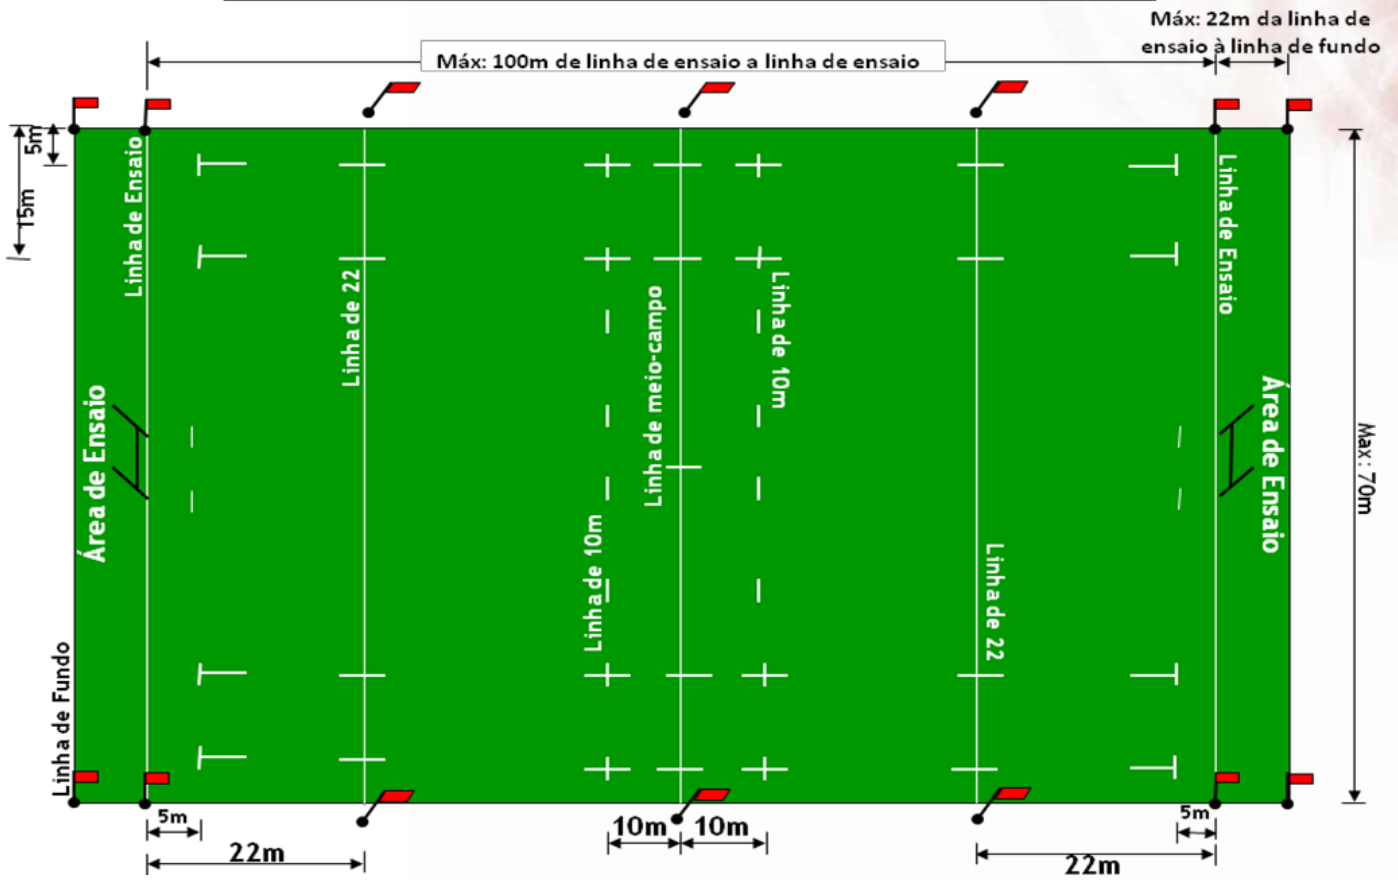 Máx: 22m da linha de
ensaio à linha de fundo
Máx: 100m de linha de ensaio a linha de ensaio
5m
15m
Linha de Ensaio
Linha de 22
Linha de meio-campo
Linha de 10m
Linha de Ensaio
Área de Ensaio
Área de Ensaio
Max: 70m
Linha de 10m
Linha de 22
Linha de Fundo
5m
22m
10m
10m
5m
22m